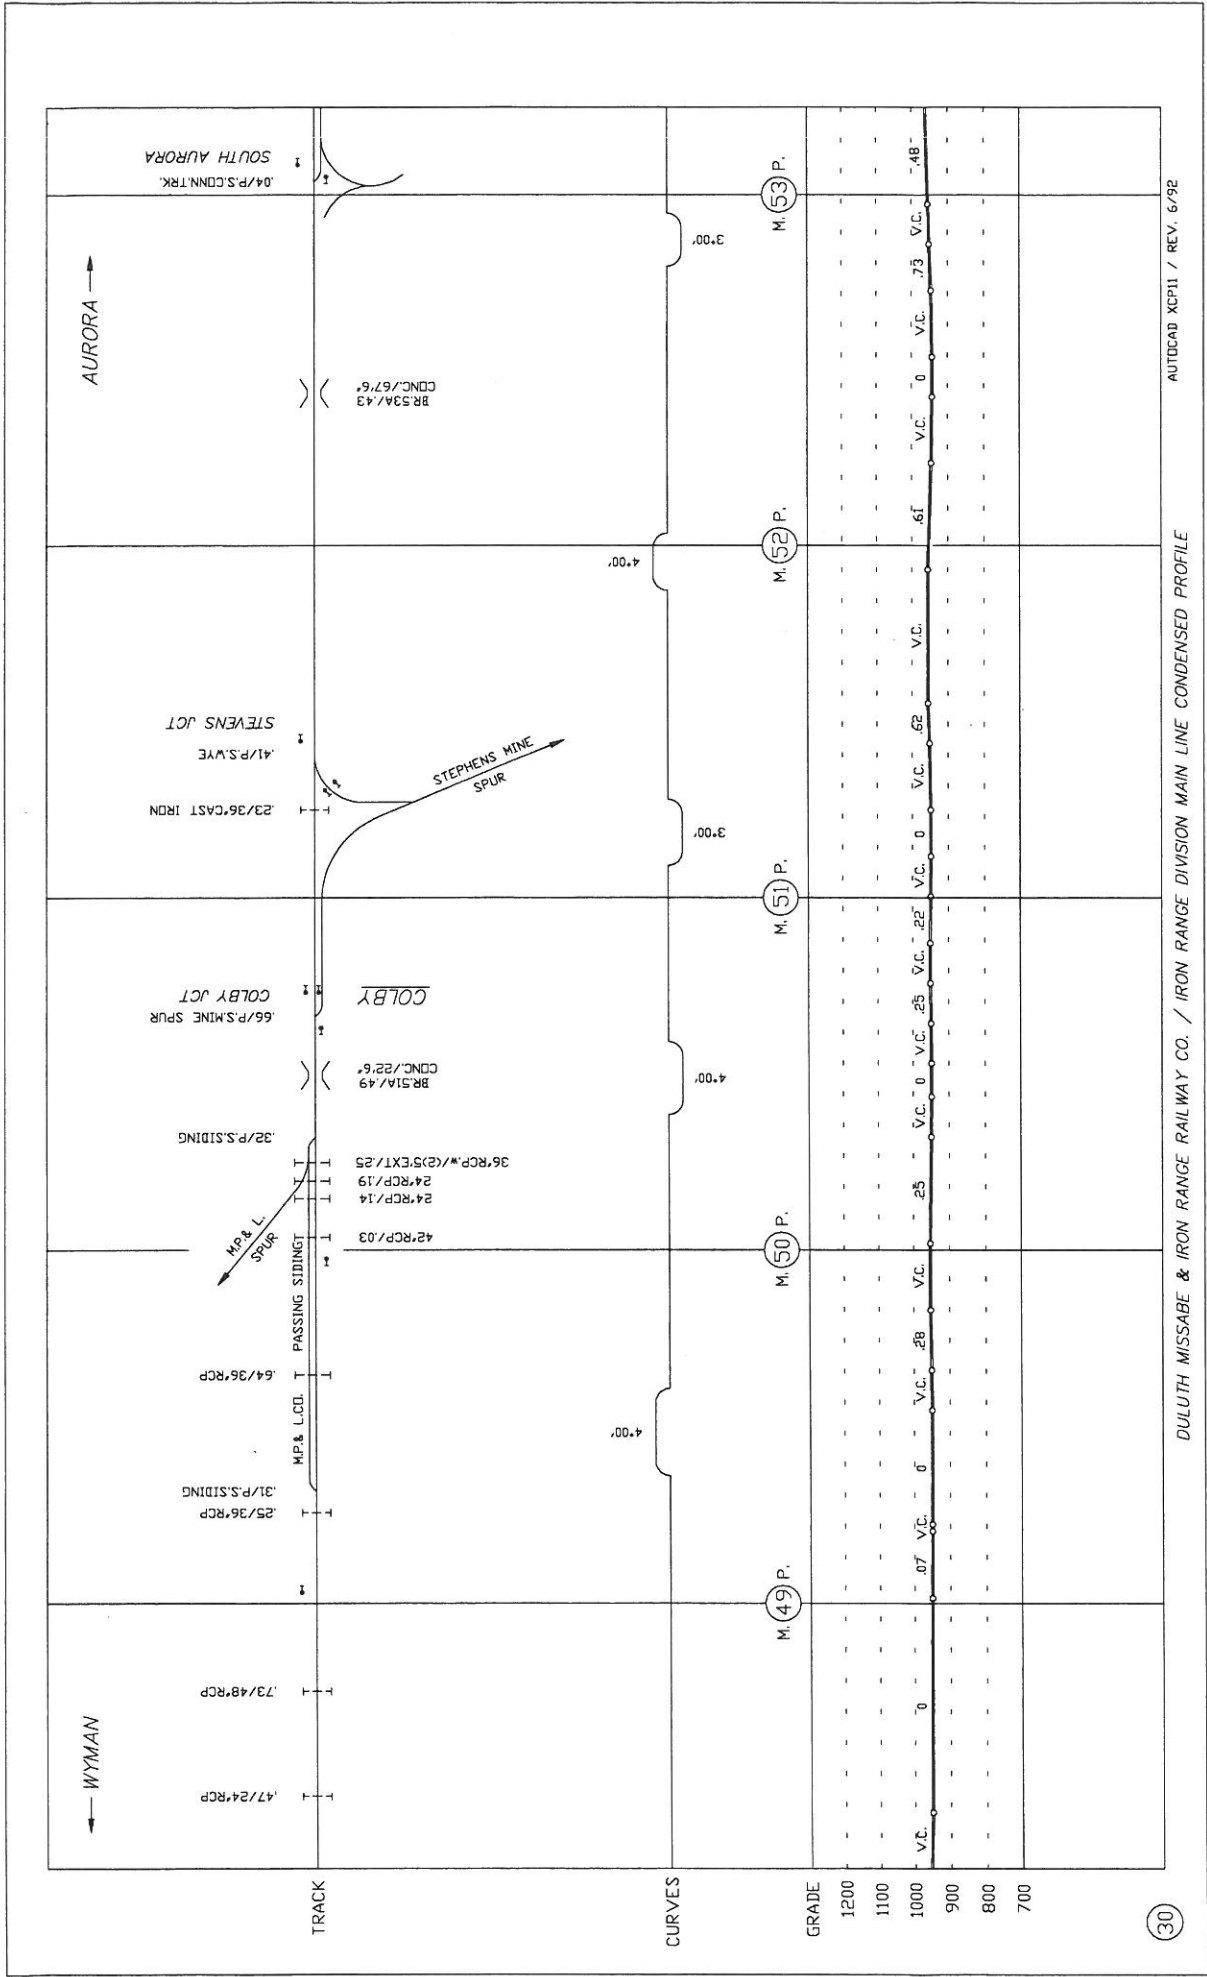 ← WYMAN
AURORA →
.47/24"RCP
.73/48"RCP
.25/36"RCP
.31/P.S.SIDING
.64/36"RCP
.32/P.S.SIDING
.66/P.S.MINE SPUR
COLBY JCT
.23/36"CAST IRON
.41/P.S.WYE
STEVENS JCT
.04/P.S.CONN.TRK.
SOUTH AURORA
M.P.& L.CO. PASSING SIDING
M.P.& L.
SPUR
STEPHENS MINE
SPUR
TRACK
42"RCP/.03
24"RCP/.14
24"RCP/.19
36"RCP.W/(2)5'EXT/.25
BR.51A/.49
CONC./22'6"
COLBY
BR.53A/.43
CONC./67'6"
CURVES
4°00'
4°00'
3°00'
4°00'
3°00'
M. 49 P.
M. 50 P.
M. 51 P.
M. 52 P.
M. 53 P.
GRADE
1200
1100
1000
900
800
700
V.C. 0 .07 V.C. 0 V.C. .28 V.C. .25 V.C. 0 V.C. .25 V.C. .22 V.C. 0 V.C. .62 V.C. .61 V.C. 0 V.C. .73 V.C. .48
30
DULUTH MISSABE & IRON RANGE RAILWAY CO. / IRON RANGE DIVISION MAIN LINE CONDENSED PROFILE
AUTOCAD XCP11 / REV. 6/92